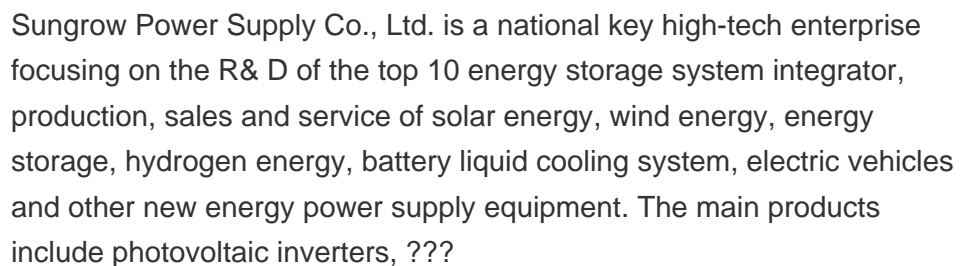 Sungrow Power Supply Co., Ltd. is a national key high-tech enterprise
focusing on the R& D of the top 10 energy storage system integrator,
production, sales and service of solar energy, wind energy, energy
storage, hydrogen energy, battery liquid cooling system, electric vehicles
and other new energy power supply equipment. The main products
include photovoltaic inverters, ???